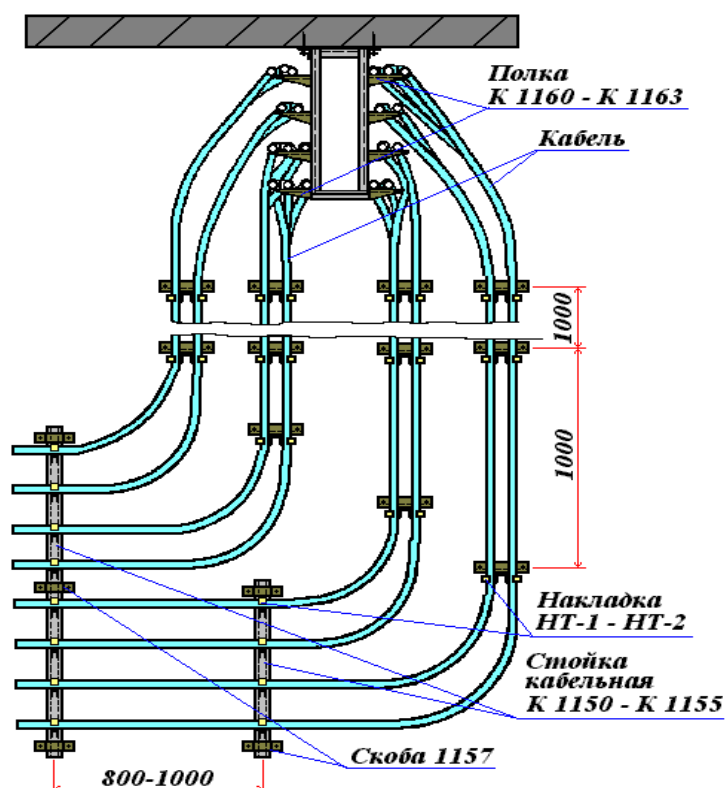 Полка
К 1160 - К 1163
Кабель
1000
1000
Накладка
НТ-1 - НТ-2
Стойка
кабельная
К 1150 - К 1155
Скоба 1157
800-1000